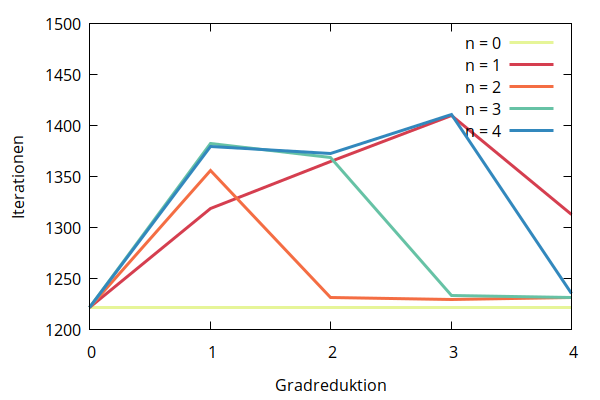 1500
1450
1400
1350
1300
1250
1200
Iterationen
n = 0
n = 1
n = 2
n = 3
n = 4
0 1 2 3 4
Gradreduktion